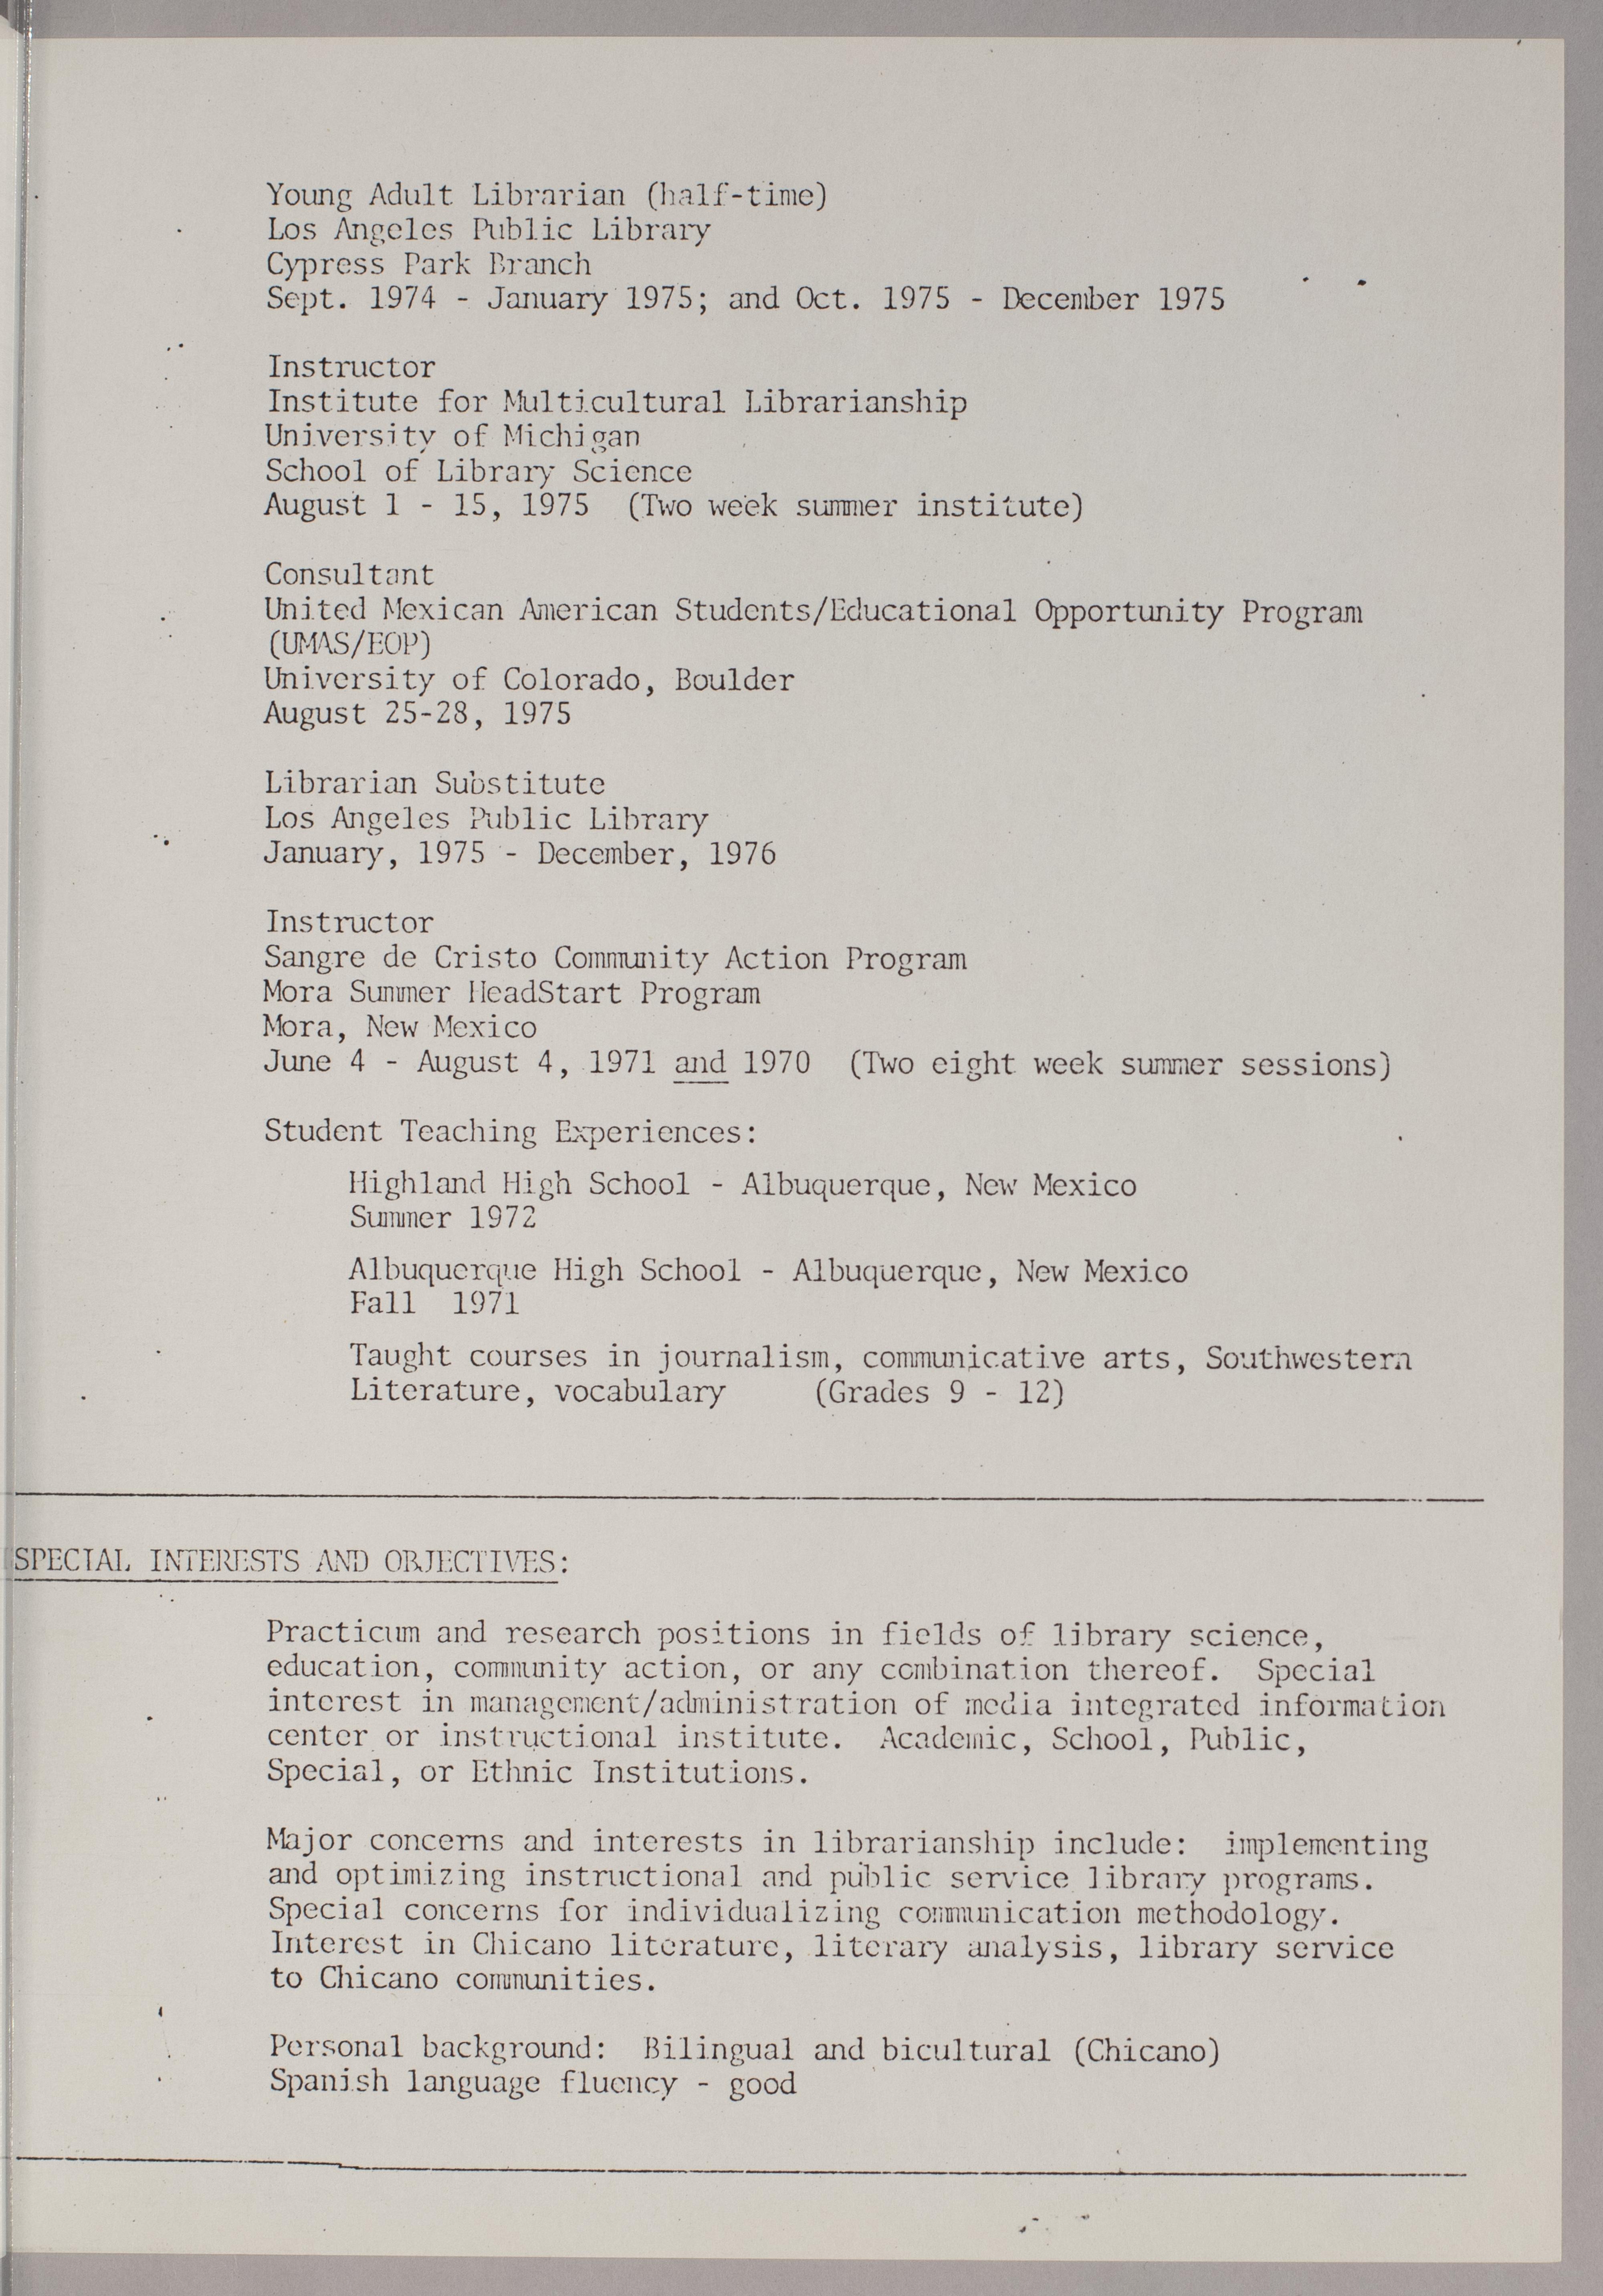 Young Adult Librarian (half-time)
Los Angeles Public Library
Cypress Park Branch
Sept. 1974 - January 1975; and Oct. 1975 - December 1975
Instructor
Institute for Multicultural Librarianship
University of Michigan
School of Library Science
August 1 - 15, 1975 (Two week summer institute)
Consultant
United Mexican American Students/Educational Opportunity Program
(UMAS/EOP)
University of Colorado, Boulder
August 25-28, 1975
Librarian Substitute
Los Angeles Public Library
January, 1975 - December, 1976
Instructor
Sangre de Cristo Community Action Program
Mora Summer HeadStart Program
Mora, New Mexico
June 4 - August 4, 1971 and 1970 (Two eight week summer sessions)
Student Teaching Experiences:
Highland High School - Albuquerque, New Mexico
Summer 1972
Albuquerque High School - Albuquerque, New Mexico
Fall 1971
Taught courses in journalism, communicative arts, Southwestern
Literature, vocabulary (Grades 9 - 12)
SPECIAL INTERESTS AND OBJECTIVES:
Practicum and research positions in fields of library science,
education, community action, or any combination thereof. Special
interest in management/administration of media integrated information
center or instructional institute. Academic, School, Public,
Special, or Ethnic Institutions.
Major concerns and interests in librarianship include: implementing
and optimizing instructional and public service library programs.
Special concerns for individualizing communication methodology.
Interest in Chicano literature, literary analysis, library service
to Chicano communities.
Personal background: Bilingual and bicultural (Chicano)
Spanish language fluency - good